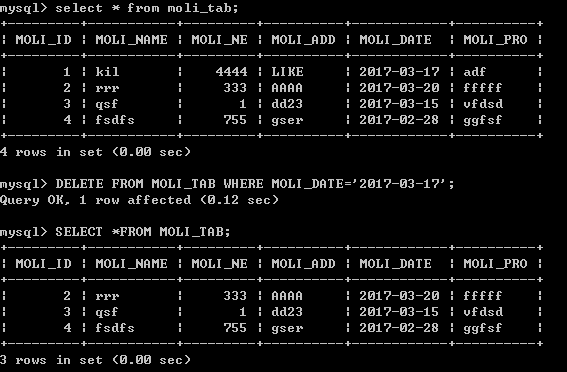 mysql> select * from moli_tab;
+---------+-----------+---------+----------+------------+----------+
| MOLI_ID | MOLI_NAME | MOLI_NE | MOLI_ADD | MOLI_DATE  | MOLI_PRO |
+---------+-----------+---------+----------+------------+----------+
|       1 | kil       |    4444 | LIKE     | 2017-03-17 | adf      |
|       2 | rrr       |     333 | AAAA     | 2017-03-20 | fffff    |
|       3 | qsf       |       1 | dd23     | 2017-03-15 | vfdsd    |
|       4 | fsdfs     |     755 | gser     | 2017-02-28 | ggfsf    |
+---------+-----------+---------+----------+------------+----------+
4 rows in set (0.00 sec)
mysql> DELETE FROM MOLI_TAB WHERE MOLI_DATE='2017-03-17';
Query OK, 1 row affected (0.12 sec)
mysql> SELECT *FROM MOLI_TAB;
+---------+-----------+---------+----------+------------+----------+
| MOLI_ID | MOLI_NAME | MOLI_NE | MOLI_ADD | MOLI_DATE  | MOLI_PRO |
+---------+-----------+---------+----------+------------+----------+
|       2 | rrr       |     333 | AAAA     | 2017-03-20 | fffff    |
|       3 | qsf       |       1 | dd23     | 2017-03-15 | vfdsd    |
|       4 | fsdfs     |     755 | gser     | 2017-02-28 | ggfsf    |
+---------+-----------+---------+----------+------------+----------+
3 rows in set (0.00 sec)